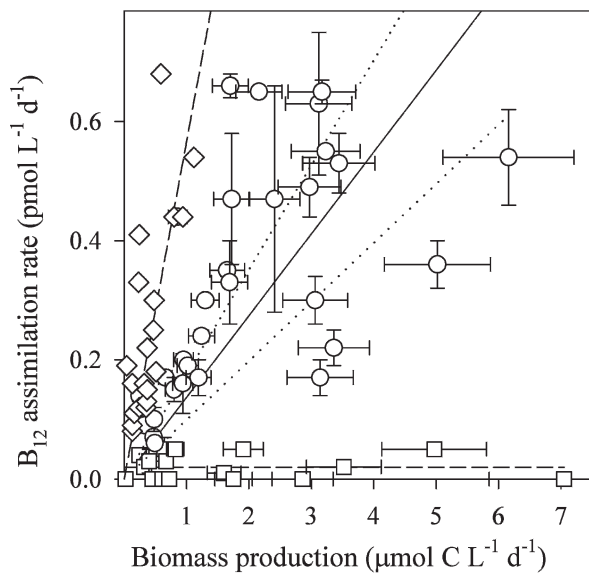 B₁₂ assimilation rate (pmol L⁻¹ d⁻¹)
0.6
0.4
0.2
0.0
1 2 3 4 5 6 7
Biomass production (μmol C L⁻¹ d⁻¹)